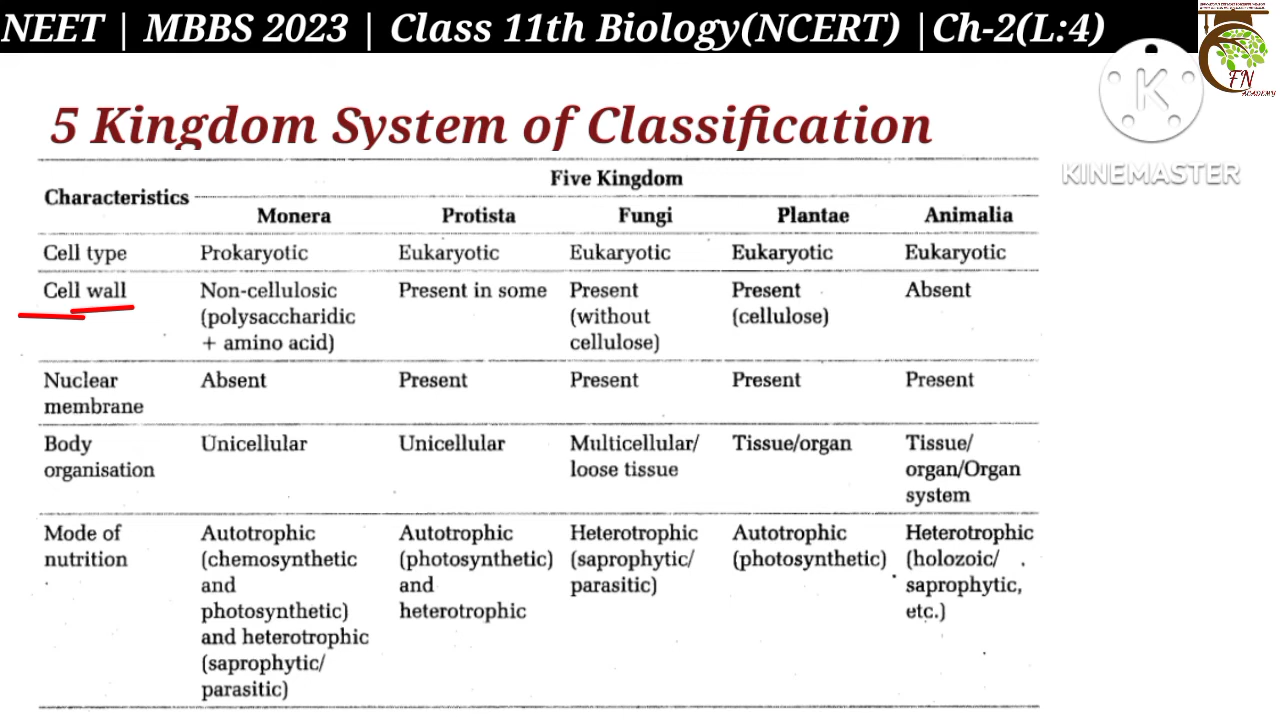 NEET | MBBS 2023 | Class 11th Biology(NCERT) |Ch-2(L:4)
FN
ACADEMY
K
KINEMASTER
5 Kingdom System of Classification
Characteristics
Five Kingdom
Monera Protista Fungi Plantae Animalia
Cell type Prokaryotic Eukaryotic Eukaryotic Eukaryotic Eukaryotic
Cell wall Non-cellulosic Present in some Present Present Absent
(polysaccharidic (without (cellulose)
+ amino acid) cellulose)
Nuclear Absent Present Present Present Present
membrane
Body Unicellular Unicellular Multicellular/ Tissue/organ Tissue/
organisation loose tissue organ/Organ
system
Mode of Autotrophic Autotrophic Heterotrophic Autotrophic Heterotrophic
nutrition (chemosynthetic (photosynthetic) (saprophytic/ (photosynthetic) (holozoic/
and and parasitic) saprophytic,
photosynthetic) heterotrophic etc.)
and heterotrophic
(saprophytic/
parasitic)